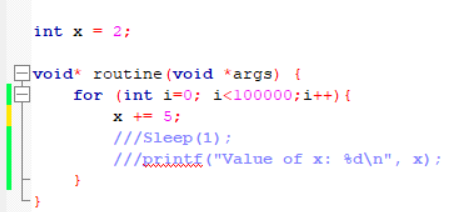 int x = 2;
void* routine(void *args) {
for (int i=0; i<100000;i++){
x += 5;
///Sleep(1);
///printf("Value of x: %d\n", x);
}
}